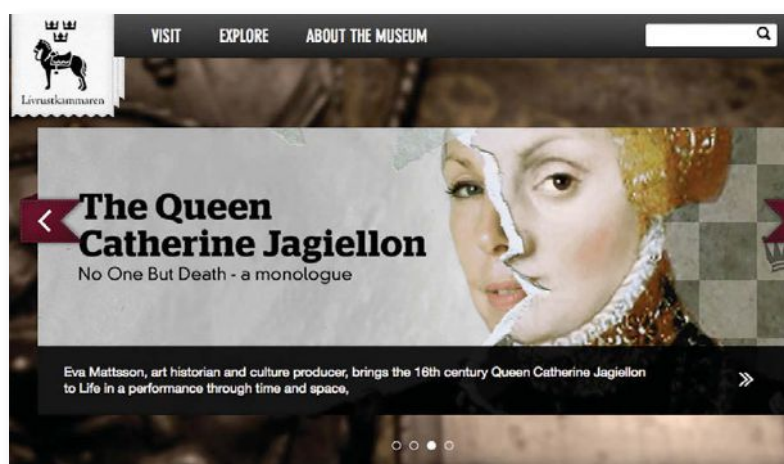 VISIT EXPLORE ABOUT THE MUSEUM
Livrustkammaren
The Queen
Catherine Jagiellon
No One But Death - a monologue
Eva Mattsson, art historian and culture producer, brings the 16th century Queen Catherine Jagiellon
to Life in a performance through time and space,